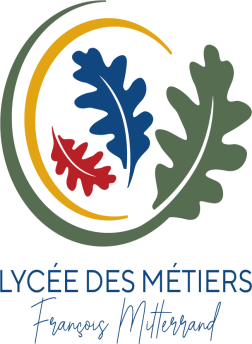 LYCÉE DES MÉTIERS
François Mitterrand